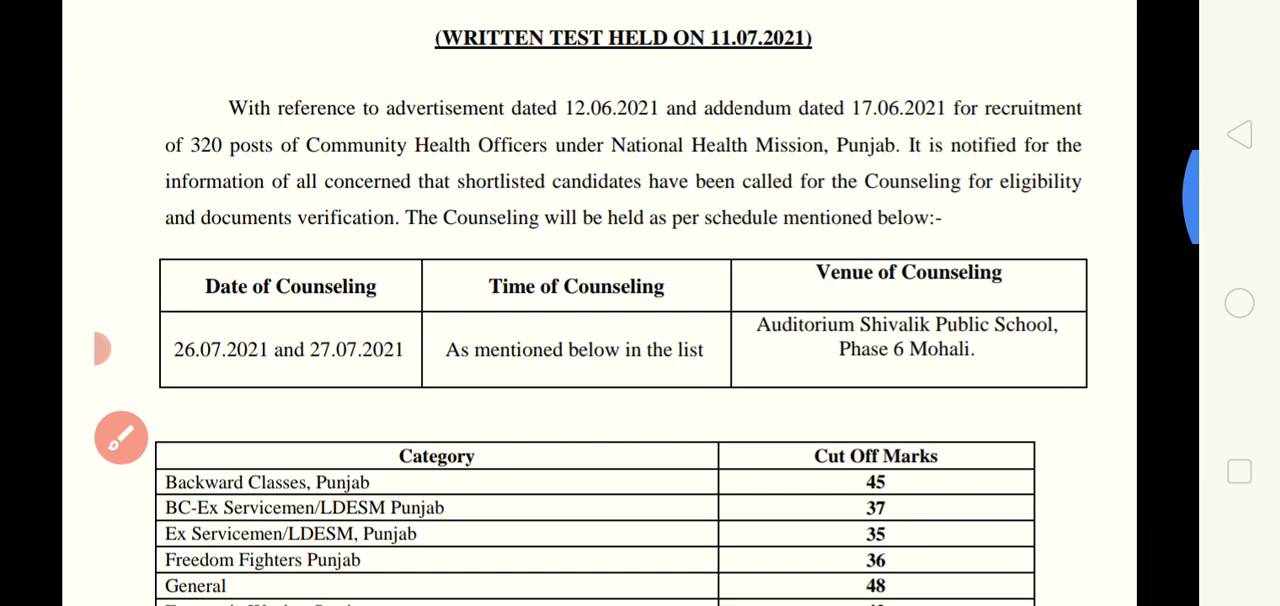 (WRITTEN TEST HELD ON 11.07.2021)
With reference to advertisement dated 12.06.2021 and addendum dated 17.06.2021 for recruitment
of 320 posts of Community Health Officers under National Health Mission, Punjab. It is notified for the
information of all concerned that shortlisted candidates have been called for the Counseling for eligibility
and documents verification. The Counseling will be held as per schedule mentioned below:-
Date of Counseling Time of Counseling Venue of Counseling
26.07.2021 and 27.07.2021 As mentioned below in the list Auditorium Shivalik Public School,
Phase 6 Mohali.
Category Cut Off Marks
Backward Classes, Punjab 45
BC-Ex Servicemen/LDESM Punjab 37
Ex Servicemen/LDESM, Punjab 35
Freedom Fighters Punjab 36
General 48